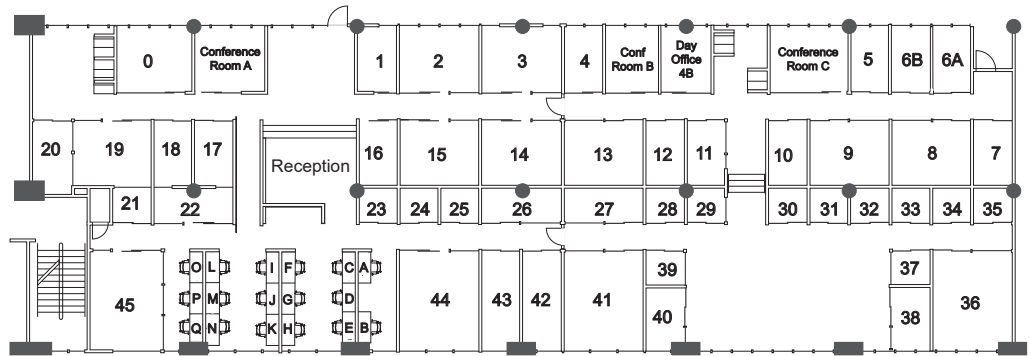 0
Conference
Room A
1
2
3
4
Conf
Room B
Day
Office
4B
Conference
Room C
5
6B
6A
20
19
18
17
Reception
16
15
14
13
12
11
10
9
8
7
21
22
23
24
25
26
27
28
29
30
31
32
33
34
35
45
O
L
I
F
C
A
P
M
J
G
D
Q
N
K
H
E
B
44
43
42
41
39
40
37
38
36